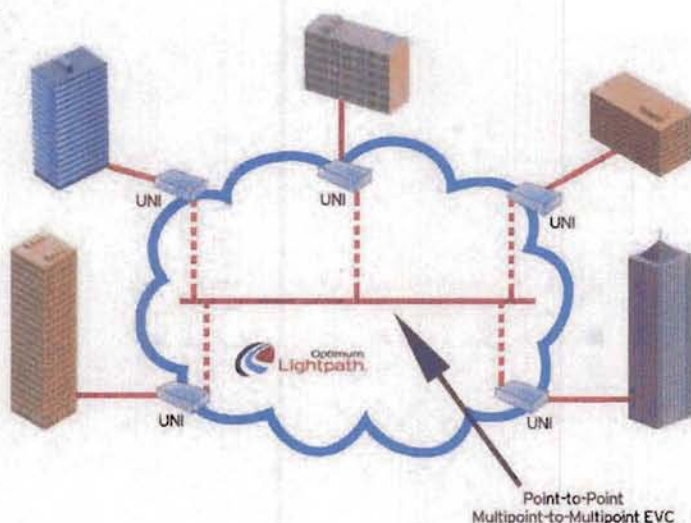 UNI
UNI
UNI
Optimum
Lightpath
UNI
UNI
Point-to-Point
Multipoint-to-Multipoint EVC